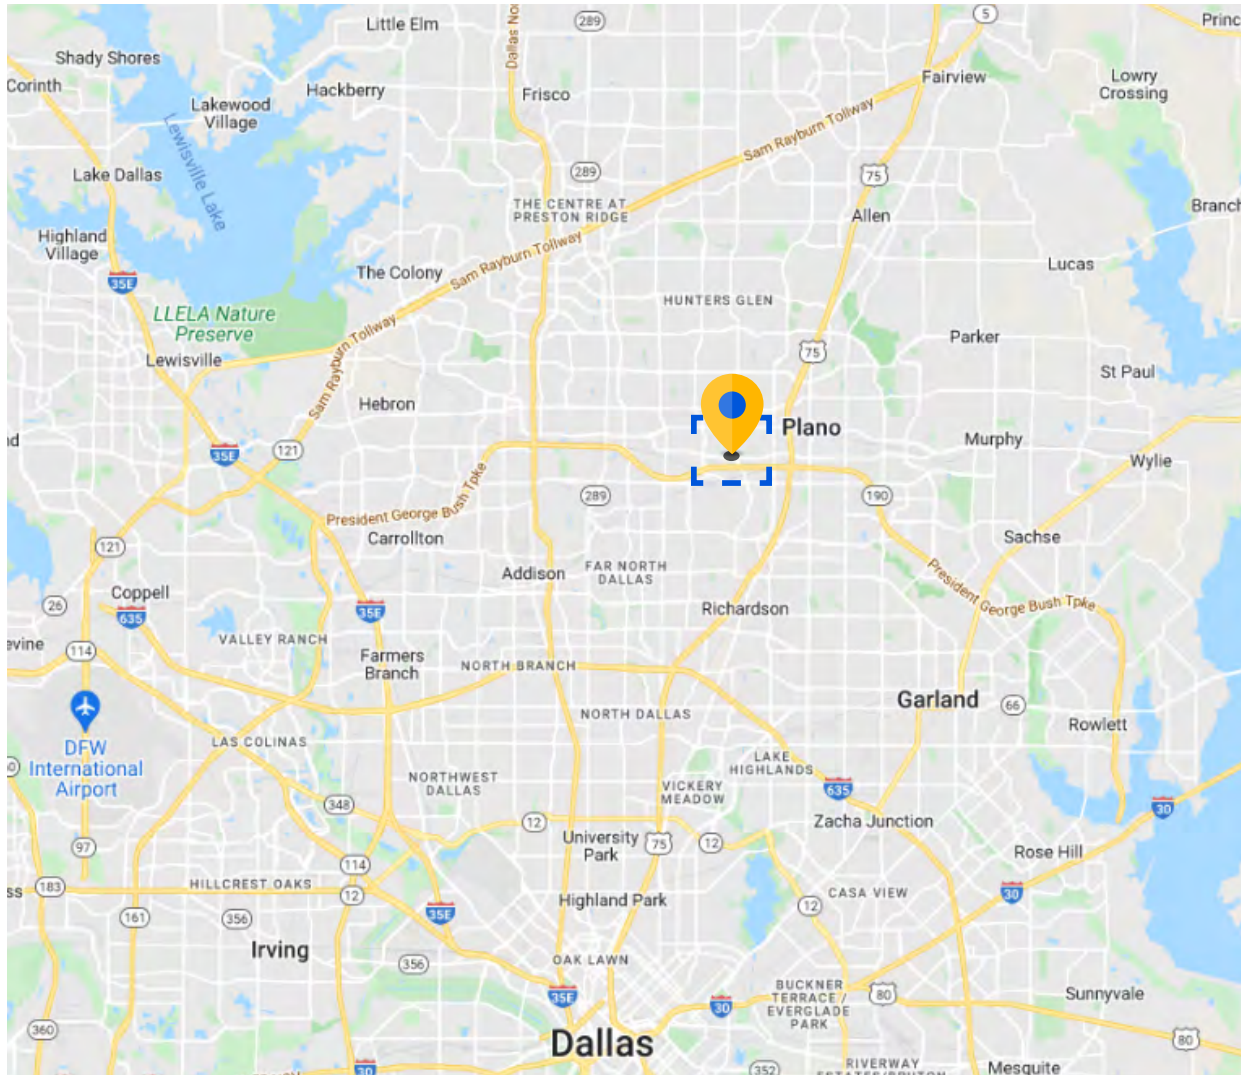 Little Elm
289
5
Princ
Dallas No
Shady Shores
Corinth
Hackberry
Frisco
Fairview
Lowry
Crossing
Lakewood
Village
Lewisville Lake
Sam Rayburn Tollway
Lake Dallas
289
75
THE CENTRE AT
PRESTON RIDGE
Allen
Branch
Highland
Village
Sam Rayburn Tollway
The Colony
Lucas
35E
HUNTERS GLEN
LLELA Nature
Preserve
Sam Rayburn Tollway
Parker
75
Lewisville
St Paul
Hebron
Plano
Murphy
121
35E
Wylie
289
190
President George Bush Tpke
Carrollton
Sachse
121
Addison
FAR NORTH
DALLAS
President George Bush Tpke
Coppell
26
635
35E
Richardson
VALLEY RANCH
evine
114
Farmers
Branch
NORTH BRANCH
Garland
66
NORTH DALLAS
Rowlett
DFW
International
Airport
LAS COLINAS
LAKE
HIGHLANDS
NORTHWEST
DALLAS
VICKERY
MEADOW
635
348
30
12
Zacha Junction
University
Park
75
12
97
Rose Hill
114
183
HILLCREST OAKS
12
Highland Park
CASA VIEW
30
161
356
35E
12
Irving
356
OAK LAWN
35E
30
BUCKNER
TERRACE /
EVERGLADE
PARK
80
Sunnyvale
360
Dallas
80
30
352
RIVERWAY
Mesquite